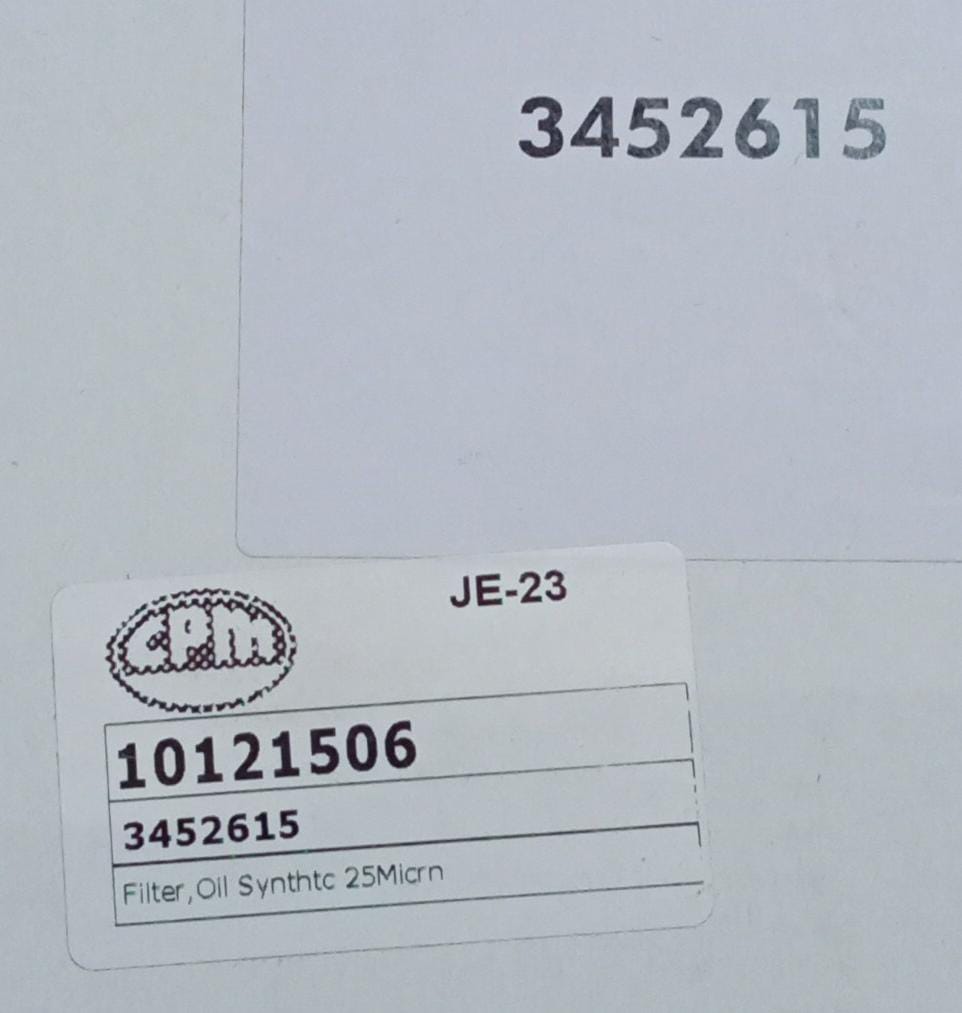 3452615
JE-23
CPM
10121506
3452615
Filter,Oil Synthtc 25Micrn